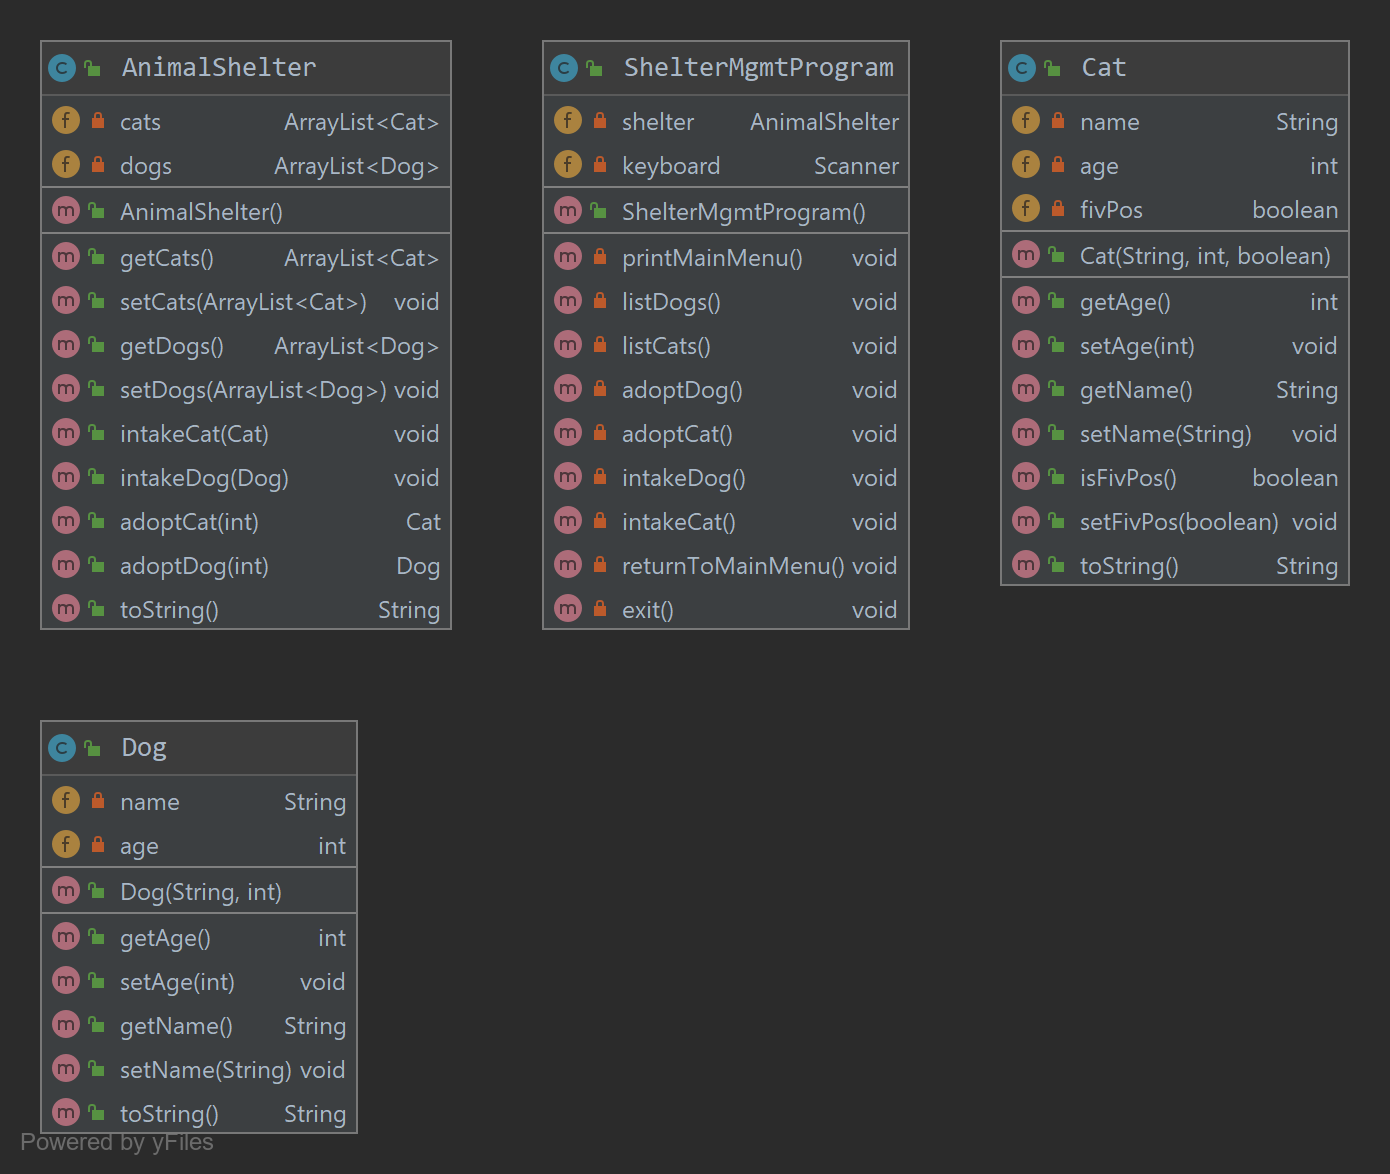 AnimalShelter
cats ArrayList<Cat>
dogs ArrayList<Dog>
AnimalShelter()
getCats() ArrayList<Cat>
setCats(ArrayList<Cat>) void
getDogs() ArrayList<Dog>
setDogs(ArrayList<Dog>) void
intakeCat(Cat) void
intakeDog(Dog) void
adoptCat(int) Cat
adoptDog(int) Dog
toString() String
ShelterMgmtProgram
shelter AnimalShelter
keyboard Scanner
ShelterMgmtProgram()
printMainMenu() void
listDogs() void
listCats() void
adoptDog() void
adoptCat() void
intakeDog() void
intakeCat() void
returnToMainMenu() void
exit() void
Cat
name String
age int
fivPos boolean
Cat(String, int, boolean)
getAge() int
setAge(int) void
getName() String
setName(String) void
isFivPos() boolean
setFivPos(boolean) void
toString() String
Dog
name String
age int
Dog(String, int)
getAge() int
setAge(int) void
getName() String
setName(String) void
toString() String
Powered by yFiles